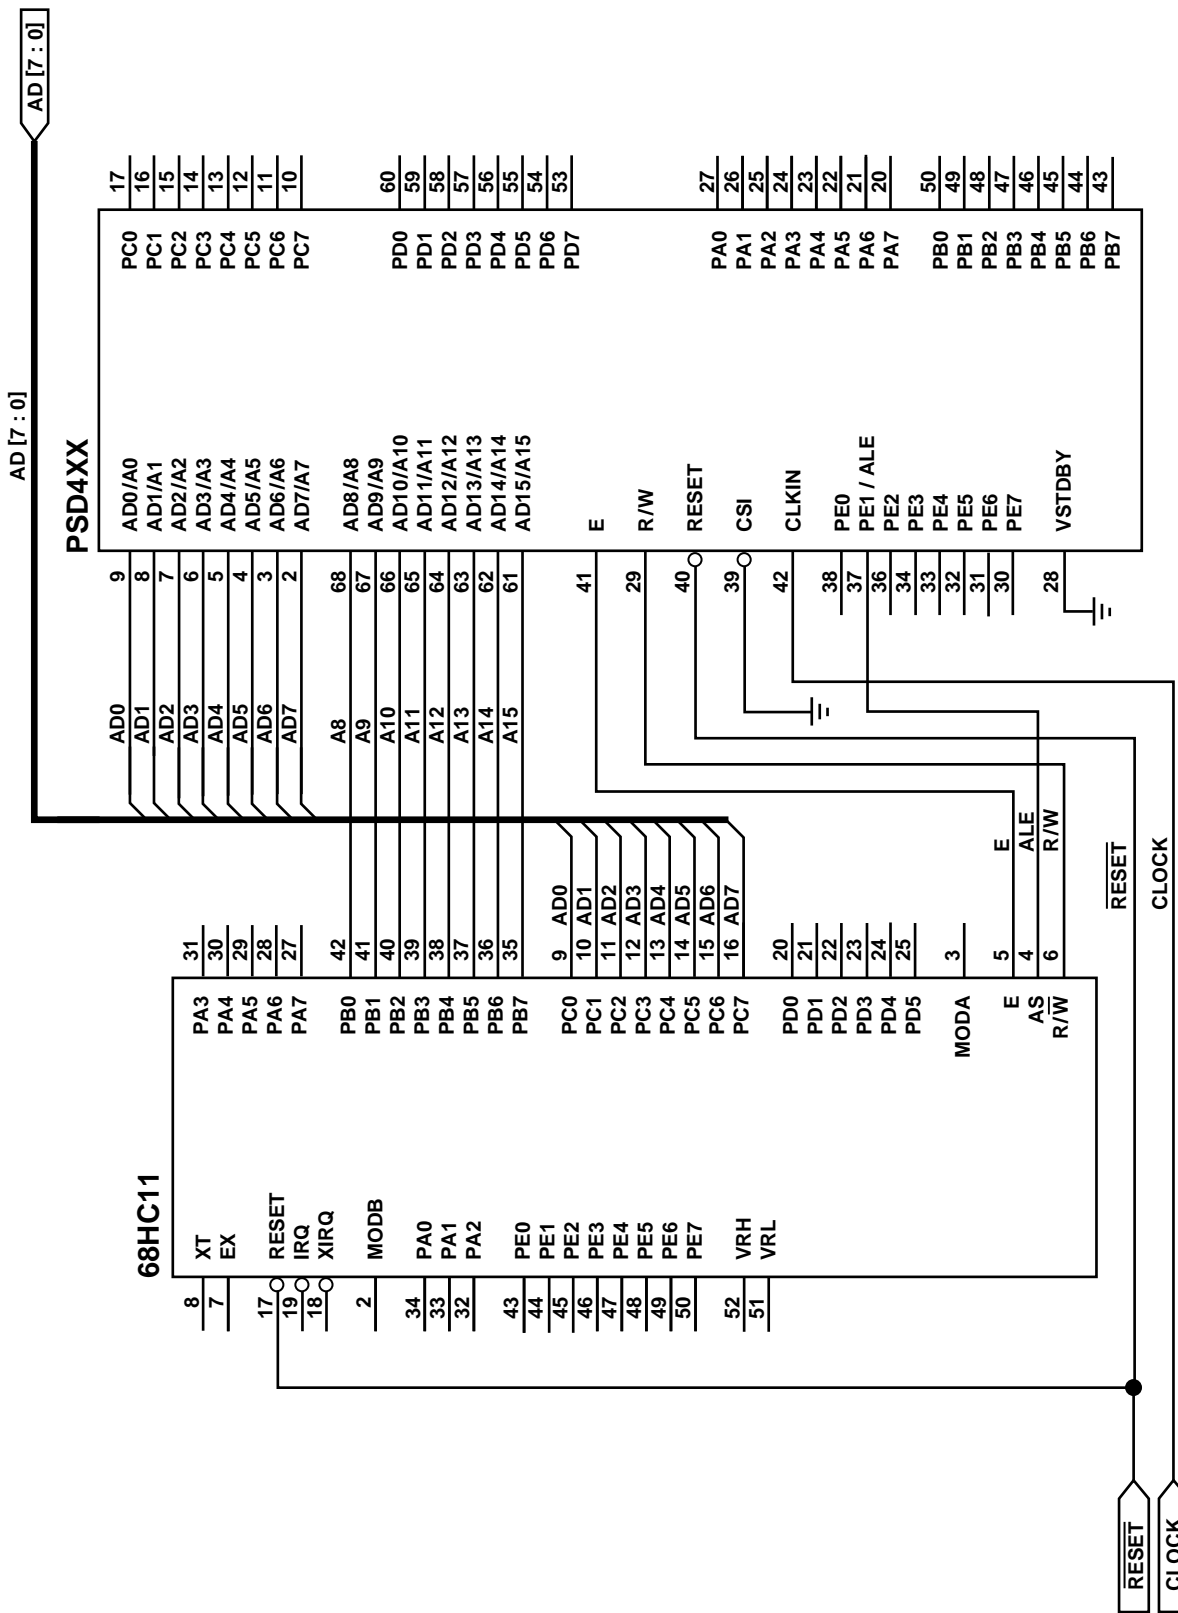 AD [7 : 0]
AD [7 : 0]
68HC11
8 XT
7 EX
17 RESET
19 IRQ
18 XIRQ
2 MODB
34 PA0
33 PA1
32 PA2
43 PE0
44 PE1
45 PE2
46 PE3
47 PE4
48 PE5
49 PE6
50 PE7
52 VRH
51 VRL
PA3 31
PA4 30
PA5 29
PA6 28
PA7 27
PB0 42
PB1 41
PB2 40
PB3 39
PB4 38
PB5 37
PB6 36
PB7 35
PC0 9 AD0
PC1 10 AD1
PC2 11 AD2
PC3 12 AD3
PC4 13 AD4
PC5 14 AD5
PC6 15 AD6
PC7 16 AD7
PD0 20
PD1 21
PD2 22
PD3 23
PD4 24
PD5 25
MODA 3
E 5 E
AS 4 ALE
R/W 6 R/W
PSD4XX
AD0 9 AD0/A0
AD1 8 AD1/A1
AD2 7 AD2/A2
AD3 6 AD3/A3
AD4 5 AD4/A4
AD5 4 AD5/A5
AD6 3 AD6/A6
AD7 2 AD7/A7
A8 68 AD8/A8
A9 67 AD9/A9
A10 66 AD10/A10
A11 65 AD11/A11
A12 64 AD12/A12
A13 63 AD13/A13
A14 62 AD14/A14
A15 61 AD15/A15
41 E
29 R/W
40 RESET
39 CSI
42 CLKIN
38 PE0
37 PE1 / ALE
36 PE2
34 PE3
33 PE4
32 PE5
31 PE6
30 PE7
28 VSTDBY
PC0 17
PC1 16
PC2 15
PC3 14
PC4 13
PC5 12
PC6 11
PC7 10
PD0 60
PD1 59
PD2 58
PD3 57
PD4 56
PD5 55
PD6 54
PD7 53
PA0 27
PA1 26
PA2 25
PA3 24
PA4 23
PA5 22
PA6 21
PA7 20
PB0 50
PB1 49
PB2 48
PB3 47
PB4 46
PB5 45
PB6 44
PB7 43
RESET RESET
CLOCK CLOCK